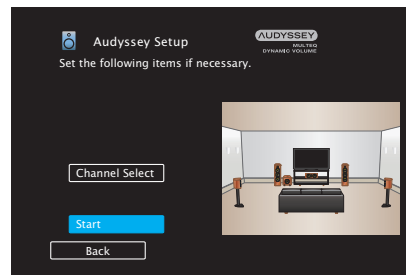 Audyssey Setup
AUDYSSEY
MULTEQ
DYNAMIC VOLUME
Set the following items if necessary.
Channel Select
Start
Back